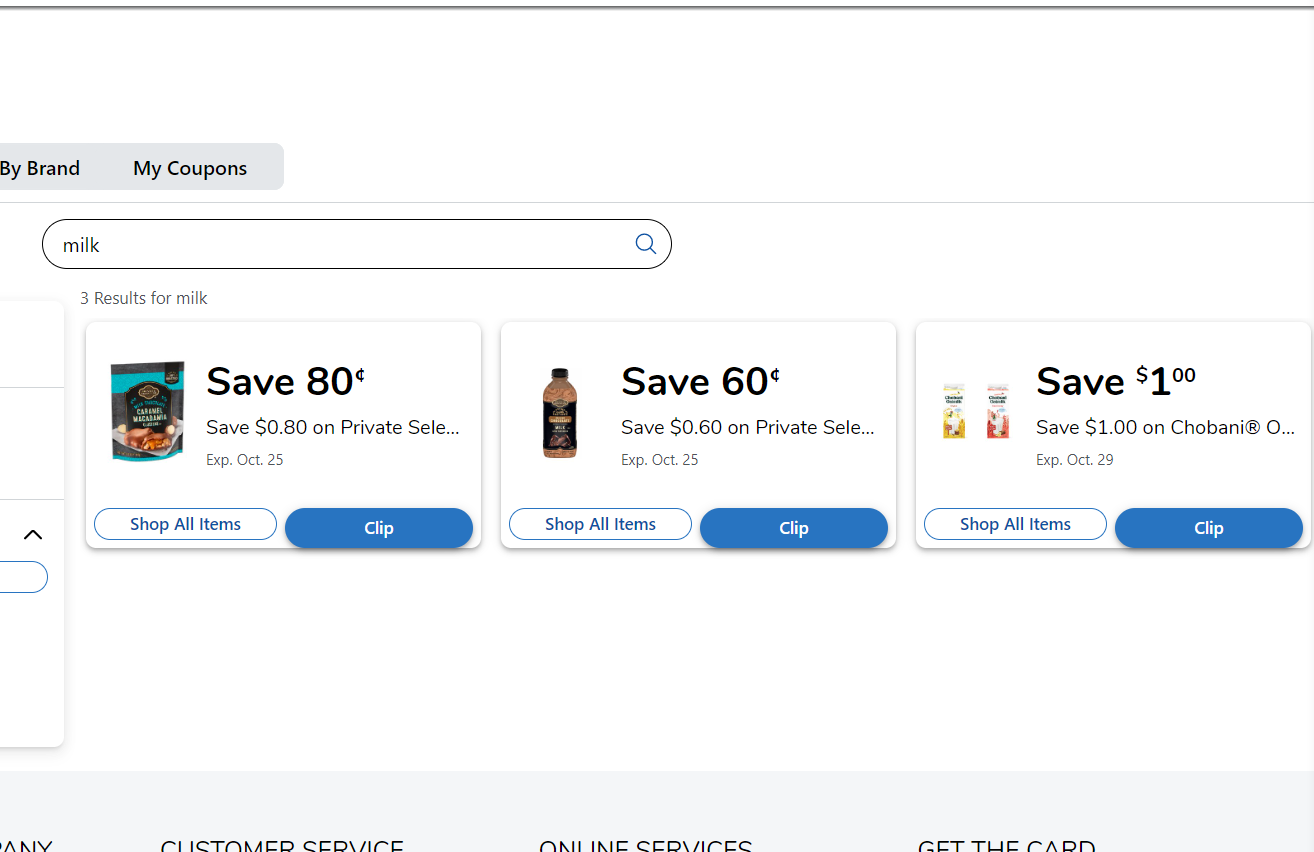 By Brand
My Coupons
milk
3 Results for milk
CARAMEL
MACADAMIA
Save 80¢
Save $0.80 on Private Sele...
Exp. Oct. 25
Shop All Items
Clip
MILK
Save 60¢
Save $0.60 on Private Sele...
Exp. Oct. 25
Shop All Items
Clip
Chobani
Chobani
Save $100
Save $1.00 on Chobani® O...
Exp. Oct. 29
Shop All Items
Clip
PANY
CUSTOMER SERVICE
ONLINE SERVICES
GET THE CARD